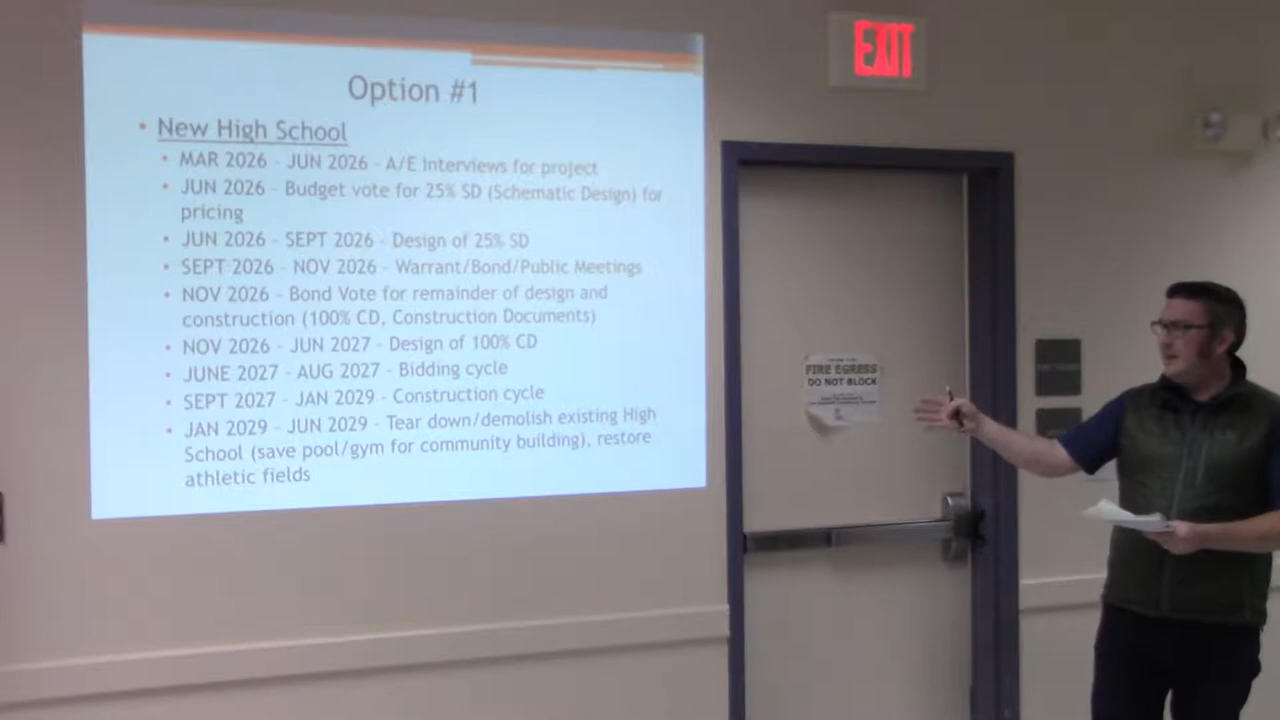 Option #1
EXIT
• New High School
• MAR 2026 - JUN 2026 - A/E Interviews for project
• JUN 2026 - Budget vote for 25% SD (Schematic Design) for
pricing
• JUN 2026 - SEPT 2026 - Design of 25% SD
• SEPT 2026 - NOV 2026 - Warrant/Bond/Public Meetings
• NOV 2026 - Bond Vote for remainder of design and
construction (100% CD, Construction Documents)
• NOV 2026 - JUN 2027 - Design of 100% CD
• JUNE 2027 - AUG 2027 - Bidding cycle
• SEPT 2027 - JAN 2029 - Construction cycle
• JAN 2029 - JUN 2029 - Tear down/demolish existing High
School (save pool/gym for community building), restore
athletic fields
FIRE EGRESS
DO NOT BLOCK